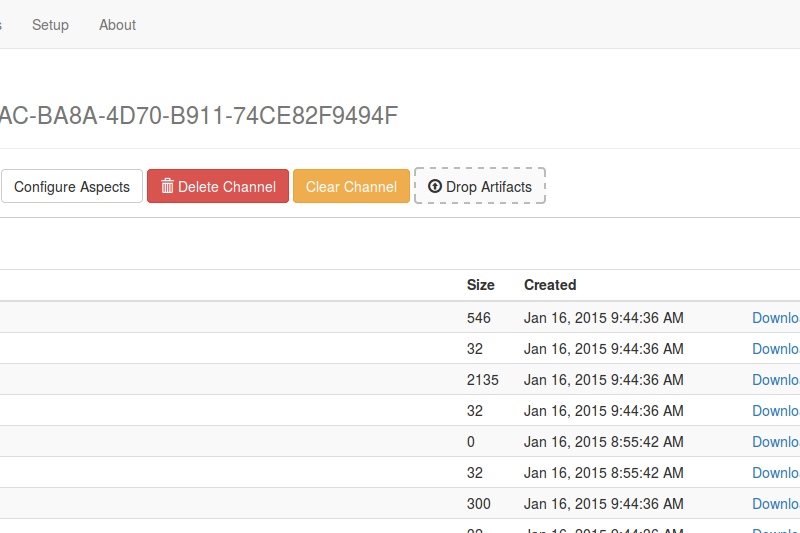 Setup About
AC-BA8A-4D70-B911-74CE82F9494F
Configure Aspects Delete Channel Clear Channel Drop Artifacts
Size Created
546 Jan 16, 2015 9:44:36 AM Downlo
32 Jan 16, 2015 9:44:36 AM Downlo
2135 Jan 16, 2015 9:44:36 AM Downlo
32 Jan 16, 2015 9:44:36 AM Downlo
0 Jan 16, 2015 8:55:42 AM Downlo
32 Jan 16, 2015 8:55:42 AM Downlo
300 Jan 16, 2015 9:44:36 AM Downlo